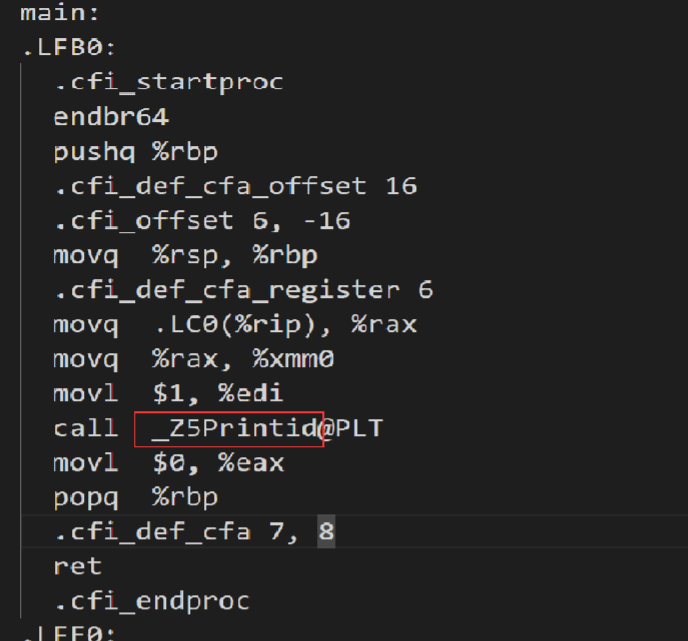 main:
.LFB0:
.cfi_startproc
endbr64
pushq %rbp
.cfi_def_cfa_offset 16
.cfi_offset 6, -16
movq %rsp, %rbp
.cfi_def_cfa_register 6
movq .LC0(%rip), %rax
movq %rax, %xmm0
movl $1, %edi
call _Z5Printid@PLT
movl $0, %eax
popq %rbp
.cfi_def_cfa 7, 8
ret
.cfi_endproc
.LFE0: